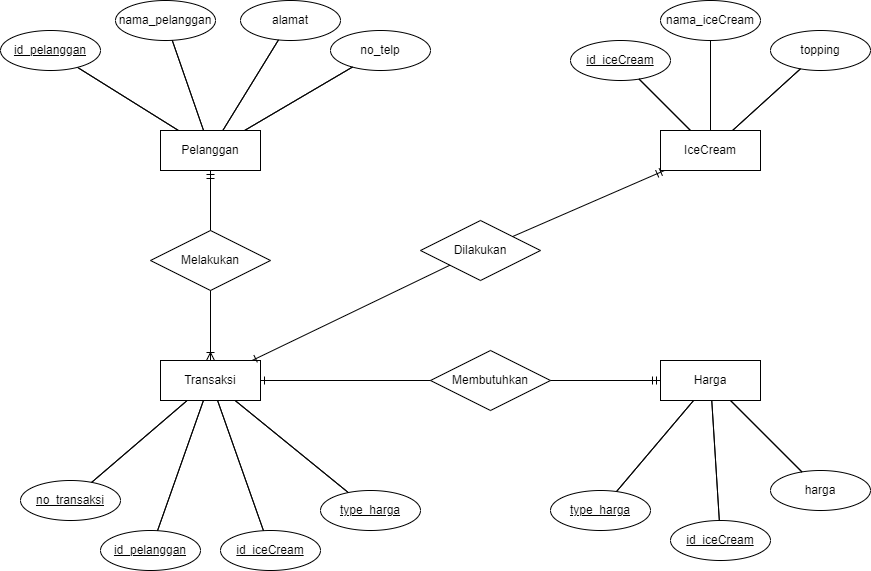 nama_pelanggan
alamat
id_pelanggan
no_telp
nama_iceCream
id_iceCream
topping
Pelanggan
IceCream
Melakukan
Dilakukan
Transaksi
Membutuhkan
Harga
no_transaksi
id_pelanggan
id_iceCream
type_harga
type_harga
id_iceCream
harga